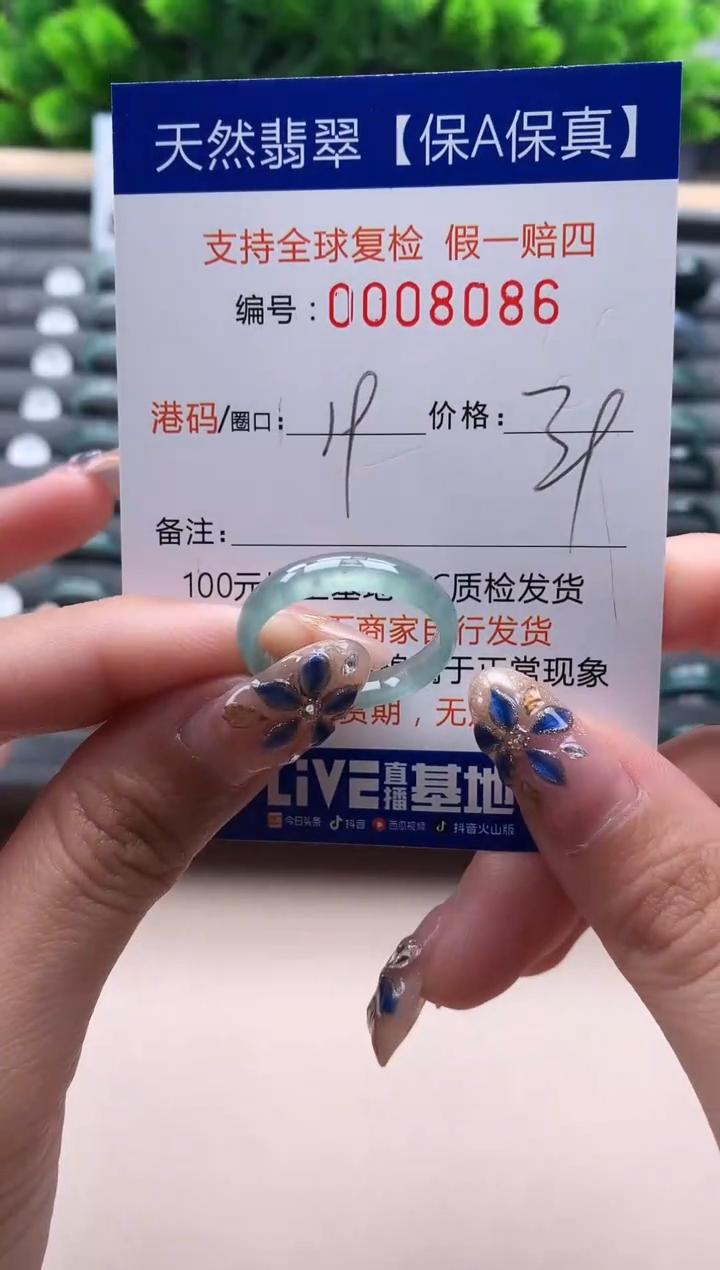 天然翡翠【保A保真】
支持全球复检 假一赔四
编号：0008086
港码/圈口： 价格：
备注：
100元 基地 质检发货
商家自行发货
属于正常现象
质期，无
LiVE直播基地
今日头条 抖音 西瓜视频 抖音火山版